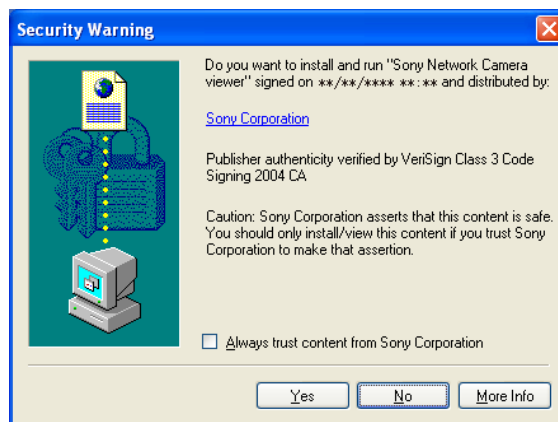 Security Warning
Do you want to install and run "Sony Network Camera
viewer" signed on **/**/**** **:** and distributed by:
Sony Corporation
Publisher authenticity verified by VeriSign Class 3 Code
Signing 2004 CA
Caution: Sony Corporation asserts that this content is safe.
You should only install/view this content if you trust Sony
Corporation to make that assertion.
Always trust content from Sony Corporation
Yes
No
More Info